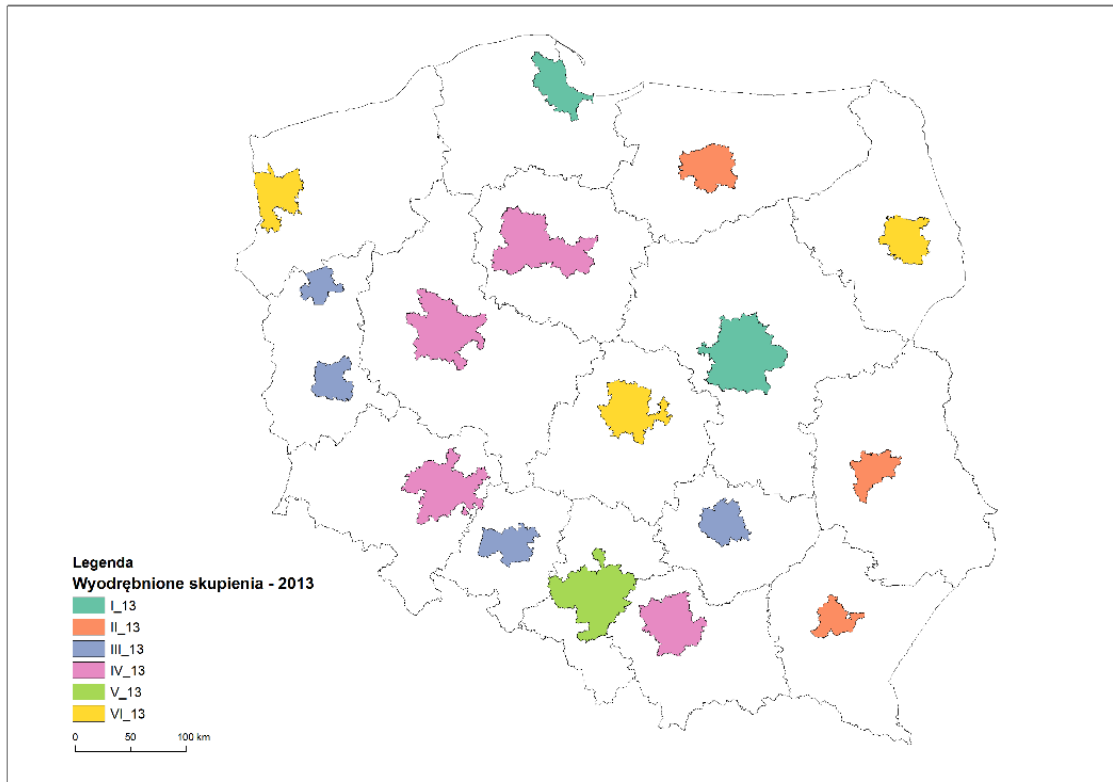 Legenda
Wyodrębnione skupienia - 2013
I_13
II_13
III_13
IV_13
V_13
VI_13
0 50 100 km